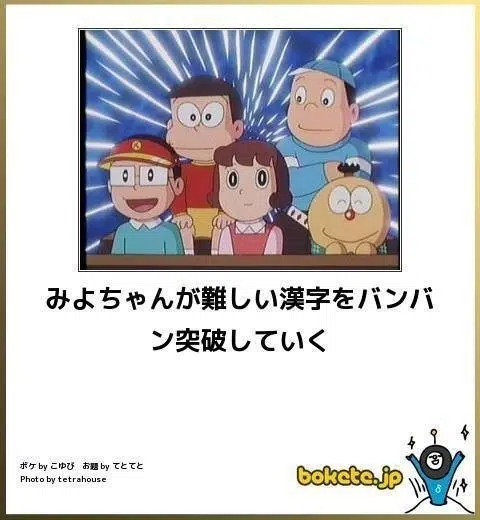 みよちゃんが難しい漢字をバンバ
ン突破していく
ボケ by こゆび お題 by てとてと
Photo by tetrahouse
bokete.jp